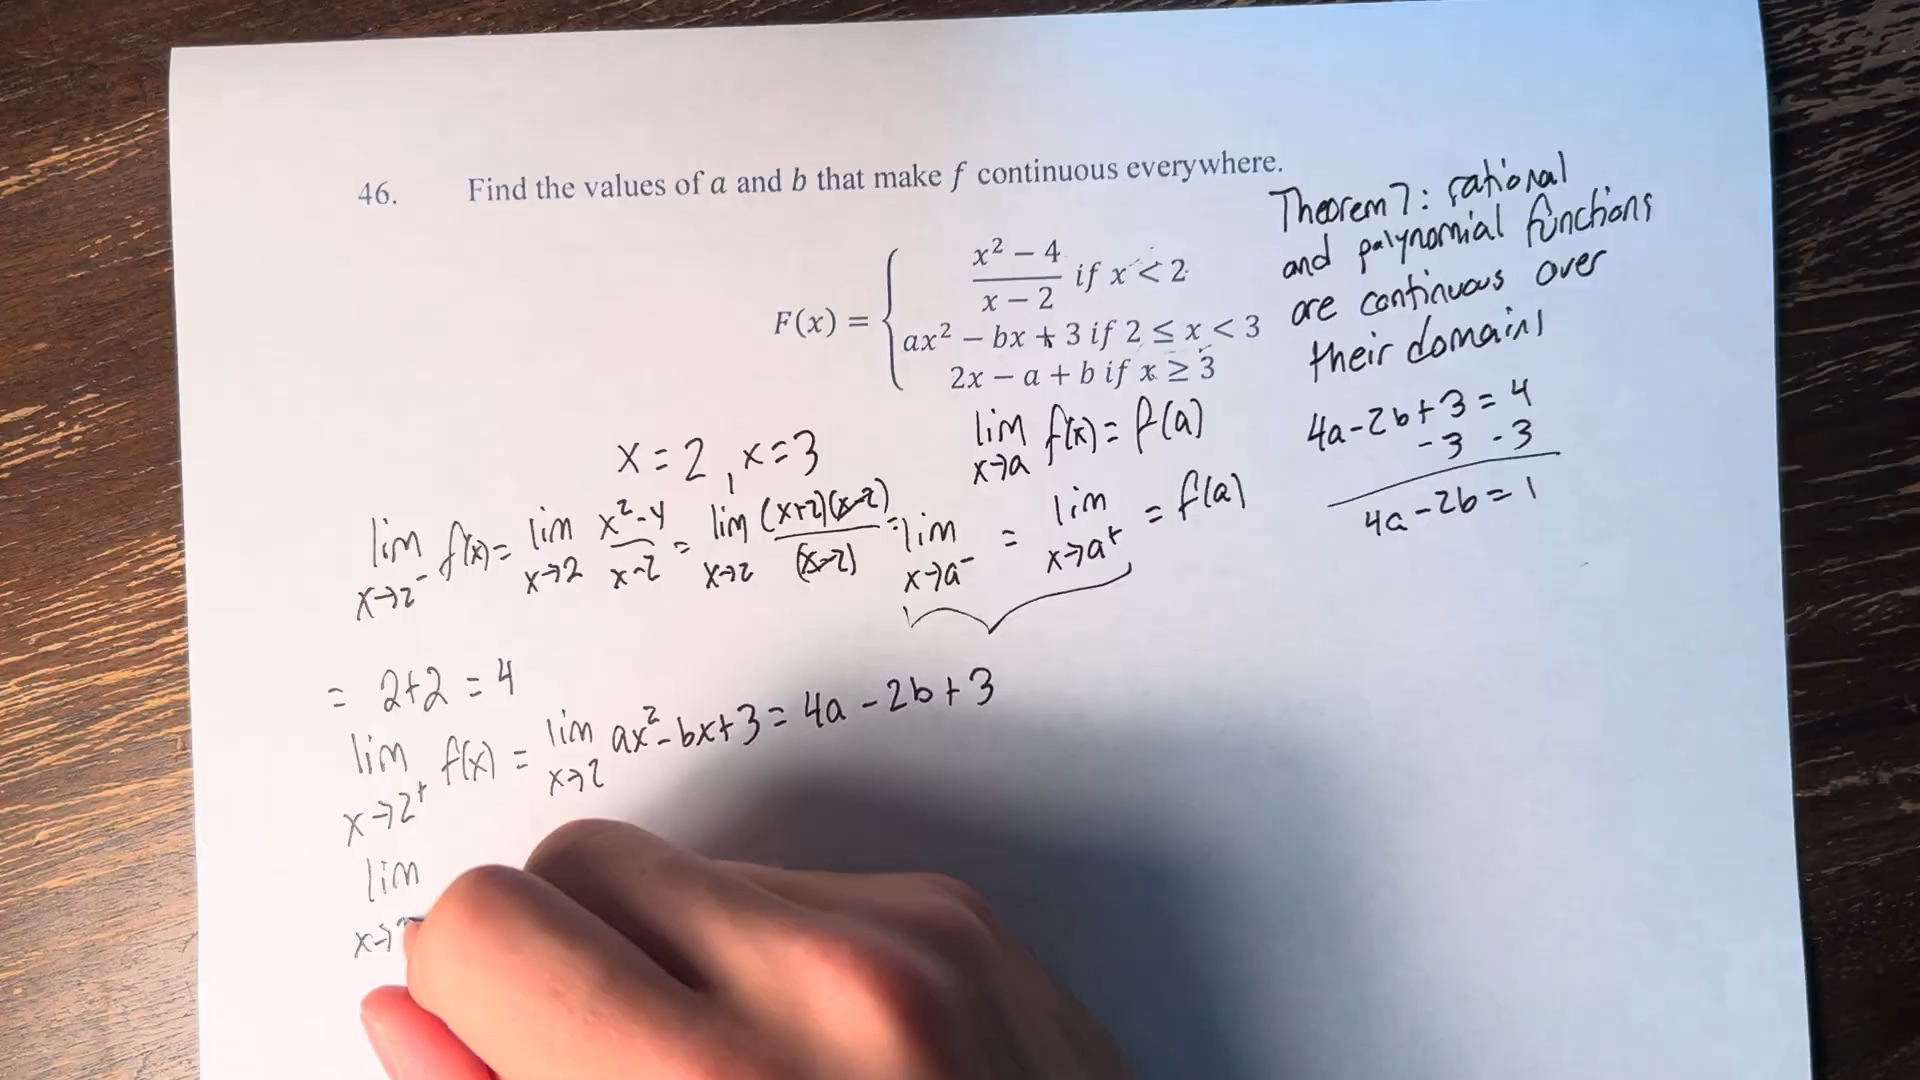 46. Find the values of a and b that make f continuous everywhere.
F(x) = { (x² − 4)/(x − 2) if x < 2
ax² − bx + 3 if 2 ≤ x < 3
2x − a + b if x ≥ 3
Theorem 7: rational
and polynomial functions
are continuous over
their domains
4a-2b+3=4
-3 -3
4a-2b=1
x=2, x=3
lim x→a f(x)=f(a)
lim x→2⁻ f(x)= lim x→2 (x²-4)/(x-2) = lim x→2 (x+2)(x-2)/(x-2) =
lim x→a⁻ = lim x→a⁺ = f(a)
= 2+2=4
lim x→2⁺ f(x) = lim x→2 ax²-bx+3=4a-2b+3
lim x→